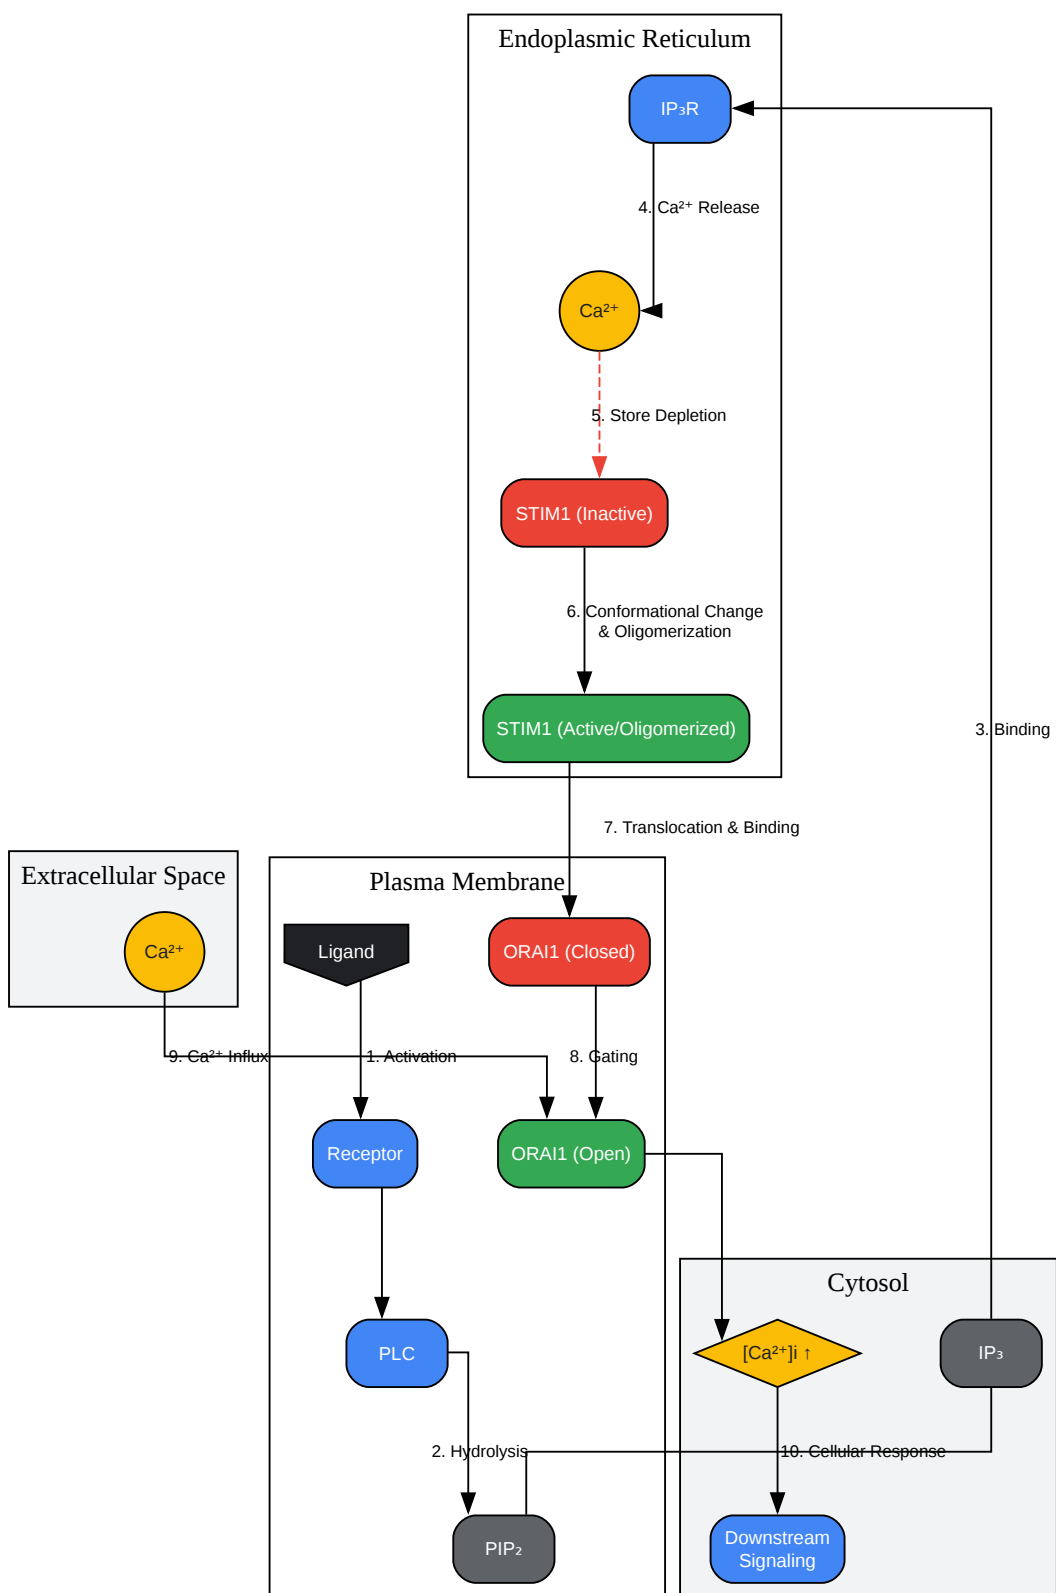 Endoplasmic Reticulum
IP₃R
4. Ca²⁺ Release
Ca²⁺
5. Store Depletion
STIM1 (Inactive)
6. Conformational Change
& Oligomerization
STIM1 (Active/Oligomerized)
3. Binding
7. Translocation & Binding
Extracellular Space
Ca²⁺
Plasma Membrane
Ligand
ORAI1 (Closed)
9. Ca²⁺ Influx
1. Activation
8. Gating
Receptor
ORAI1 (Open)
Cytosol
PLC
[Ca²⁺]i ↑
IP₃
2. Hydrolysis
10. Cellular Response
PIP₂
Downstream
Signaling